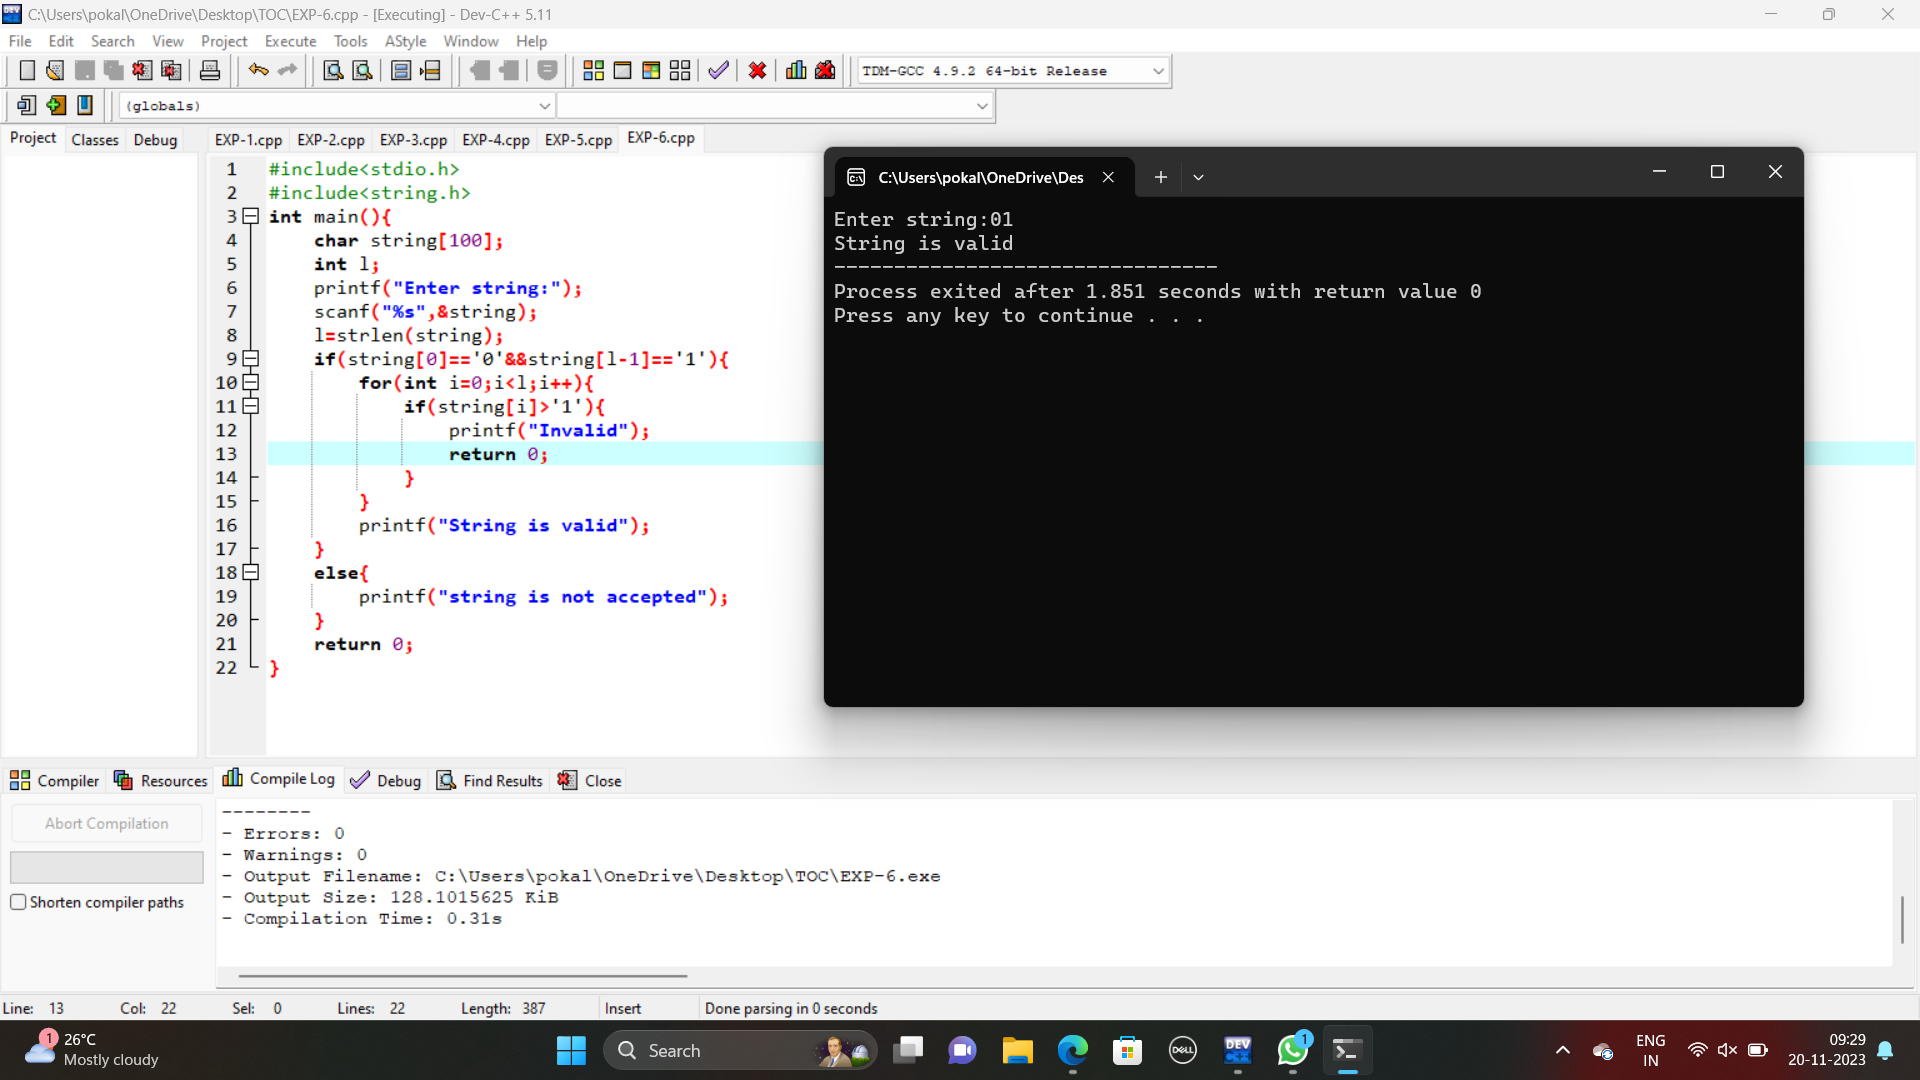 C:\Users\pokal\OneDrive\Desktop\TOC\EXP-6.cpp - [Executing] - Dev-C++ 5.11
File Edit Search View Project Execute Tools AStyle Window Help
TDM-GCC 4.9.2 64-bit Release
(globals)
Project Classes Debug EXP-1.cpp EXP-2.cpp EXP-3.cpp EXP-4.cpp EXP-5.cpp EXP-6.cpp
1 #include<stdio.h>
2 #include<string.h>
3 int main(){
4 char string[100];
5 int l;
6 printf("Enter string:");
7 scanf("%s",&string);
8 l=strlen(string);
9 if(string[0]=='0'&&string[l-1]=='1'){
10 for(int i=0;i<l;i++){
11 if(string[i]>'1'){
12 printf("Invalid");
13 return 0;
14 }
15 }
16 printf("String is valid");
17 }
18 else{
19 printf("string is not accepted");
20 }
21 return 0;
22 }
C:\Users\pokal\OneDrive\Des
Enter string:01
String is valid
--------------------------------
Process exited after 1.851 seconds with return value 0
Press any key to continue . . .
Compiler Resources Compile Log Debug Find Results Close
Abort Compilation
Shorten compiler paths
--------
- Errors: 0
- Warnings: 0
- Output Filename: C:\Users\pokal\OneDrive\Desktop\TOC\EXP-6.exe
- Output Size: 128.1015625 KiB
- Compilation Time: 0.31s
Line: 13 Col: 22 Sel: 0 Lines: 22 Length: 387 Insert Done parsing in 0 seconds
1
26°C
Mostly cloudy
Search
DELL
DEV
C++
1
ENG
IN
09:29
20-11-2023